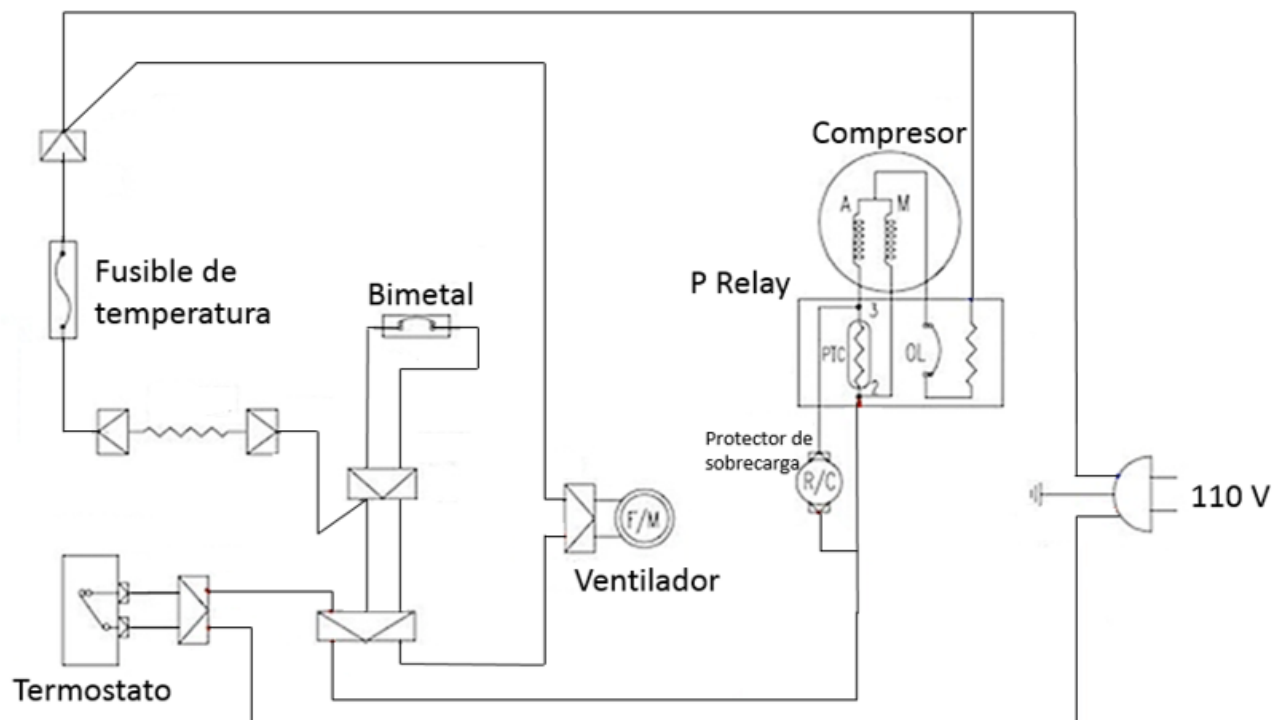 Compresor
A M
P Relay
3
PTC
OL
2
Fusible de
temperatura
Bimetal
Protector de
sobrecarga
R/C
110 V
F/M
Ventilador
Termostato